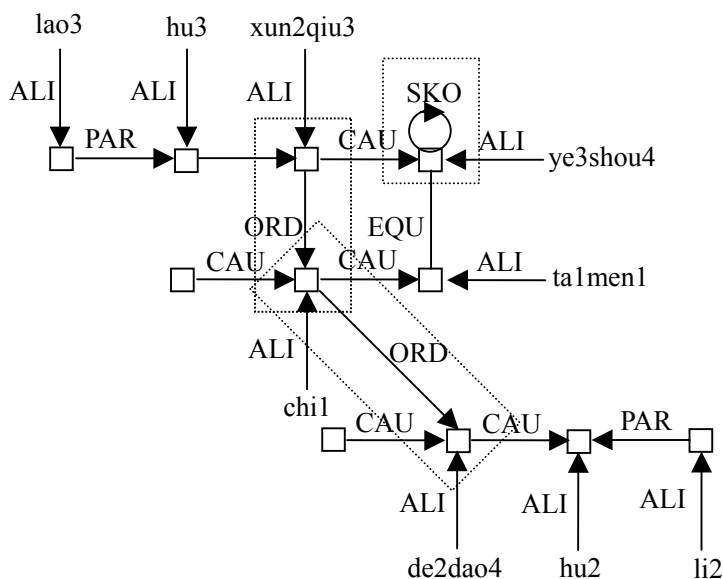 lao3 hu3 xun2qiu3
SKO
ALI ALI ALI
PAR CAU ALI
ye3shou4
ORD EQU
CAU CAU ALI
ta1men1
ALI ORD
chi1
CAU CAU PAR
ALI ALI ALI
de2dao4 hu2 li2